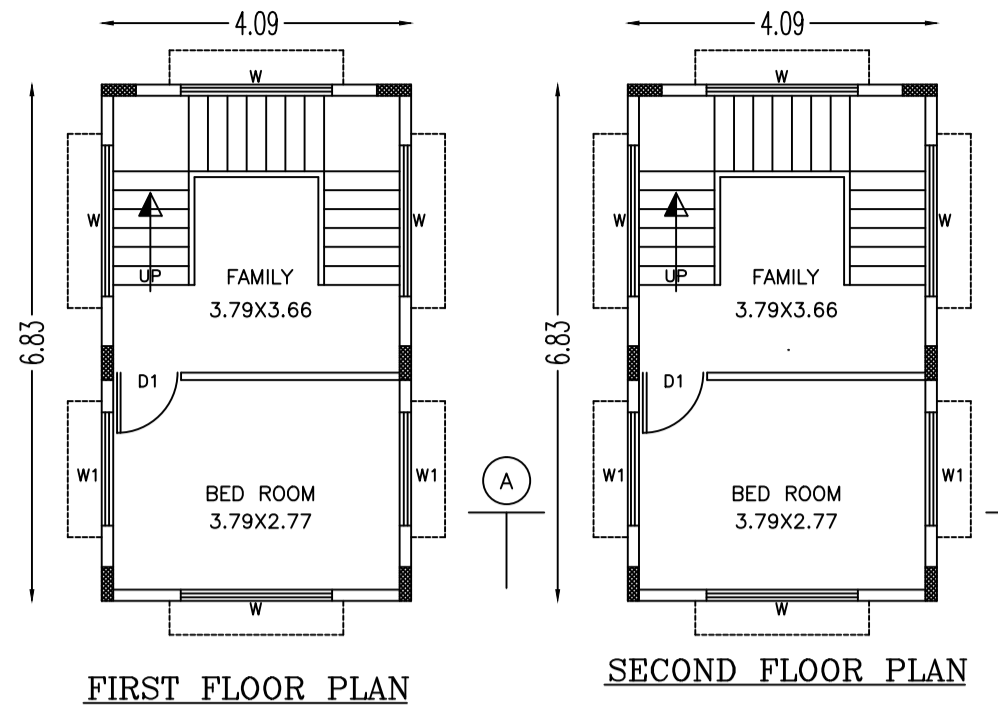 4.09
W
W
W
UP
FAMILY
3.79X3.66
6.83
D1
W1
W1
BED ROOM
3.79X2.77
W
FIRST FLOOR PLAN
A
4.09
W
W
W
UP
FAMILY
3.79X3.66
6.83
D1
W1
W1
BED ROOM
3.79X2.77
W
SECOND FLOOR PLAN